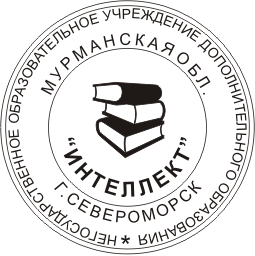 НЕГОСУДАРСТВЕННОЕ ОБРАЗОВАТЕЛЬНОЕ УЧРЕЖДЕНИЕ ДОПОЛНИТЕЛЬНОГО ОБРАЗОВАНИЯ *
МУРМАНСКАЯ ОБЛ.
"ИНТЕЛЛЕКТ"
Г. СЕВЕРОМОРСК